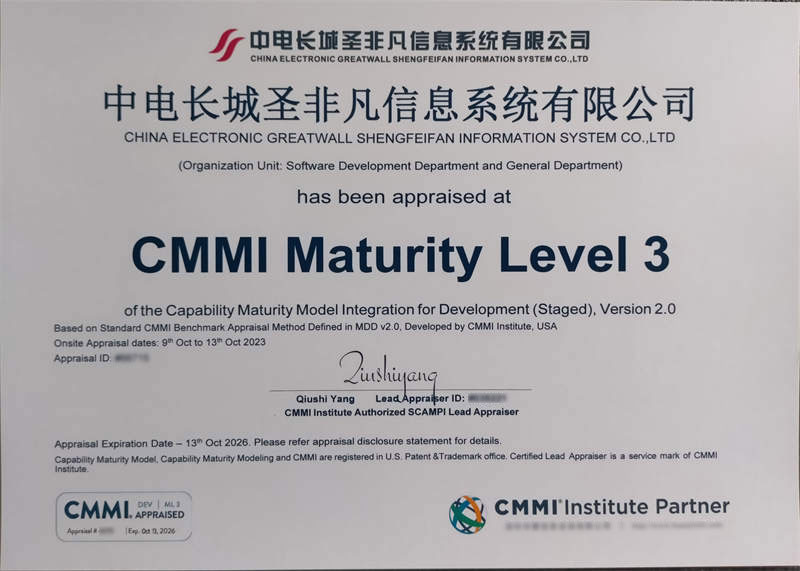 中电长城圣非凡信息系统有限公司
CHINA ELECTRONIC GREATWALL SHENGFEIFAN INFORMATION SYSTEM CO.,LTD
中电长城圣非凡信息系统有限公司
CHINA ELECTRONIC GREATWALL SHENGFEIFAN INFORMATION SYSTEM CO.,LTD
(Organization Unit: Software Development Department and General Department)
has been appraised at
CMMI Maturity Level 3
of the Capability Maturity Model Integration for Development (Staged), Version 2.0
Based on Standard CMMI Benchmark Appraisal Method Defined in MDD v2.0, Developed by CMMI Institute, USA
Onsite Appraisal dates: 9th Oct to 13th Oct 2023
Appraisal ID:
Qiushiyang
Qiushi Yang Lead Appraiser ID:
CMMI Institute Authorized SCAMPI Lead Appraiser
Appraisal Expiration Date – 13th Oct 2026. Please refer appraisal disclosure statement for details.
Capability Maturity Model, Capability Maturity Modeling and CMMI are registered in U.S. Patent &Trademark office. Certified Lead Appraiser is a service mark of CMMI
Institute.
CMMI® DEV | ML 3
APPRAISED
Appraisal # | Exp. Oct 13, 2026
CMMI® Institute Partner